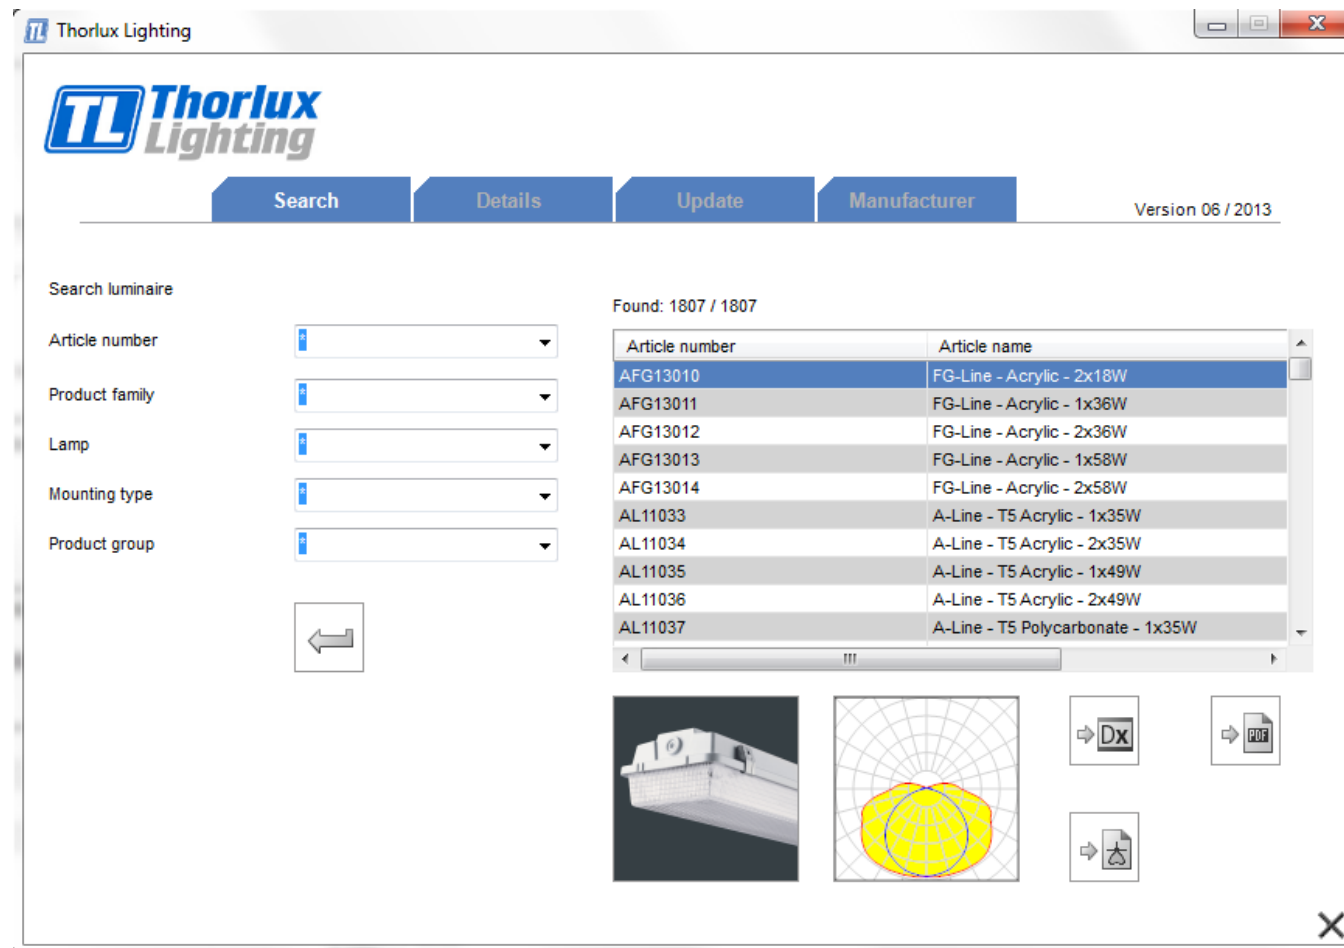 Thorlux Lighting
TL Thorlux
Lighting
Search Details Update Manufacturer
Version 06 / 2013
Search luminaire
Article number *
Product family *
Lamp *
Mounting type *
Product group *
Found: 1807 / 1807
Article number Article name
AFG13010 FG-Line - Acrylic - 2x18W
AFG13011 FG-Line - Acrylic - 1x36W
AFG13012 FG-Line - Acrylic - 2x36W
AFG13013 FG-Line - Acrylic - 1x58W
AFG13014 FG-Line - Acrylic - 2x58W
AL11033 A-Line - T5 Acrylic - 1x35W
AL11034 A-Line - T5 Acrylic - 2x35W
AL11035 A-Line - T5 Acrylic - 1x49W
AL11036 A-Line - T5 Acrylic - 2x49W
AL11037 A-Line - T5 Polycarbonate - 1x35W
Dx PDF